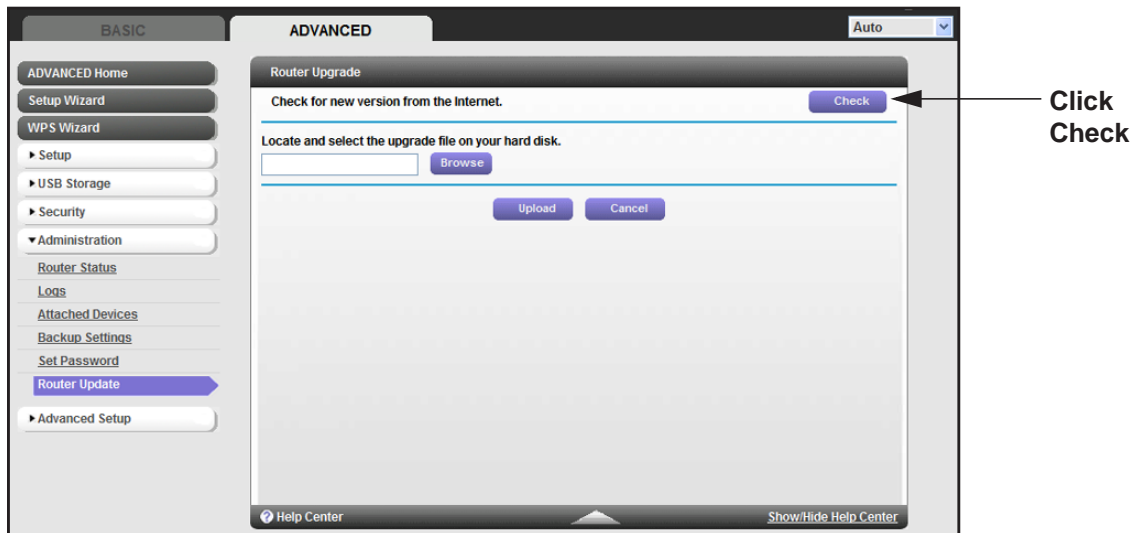 BASIC
ADVANCED
Auto
ADVANCED Home
Setup Wizard
WPS Wizard
Setup
USB Storage
Security
Administration
Router Status
Logs
Attached Devices
Backup Settings
Set Password
Router Update
Advanced Setup
Router Upgrade
Check for new version from the Internet.
Check
Locate and select the upgrade file on your hard disk.
Browse
Upload
Cancel
Help Center
Show/Hide Help Center
Click
Check